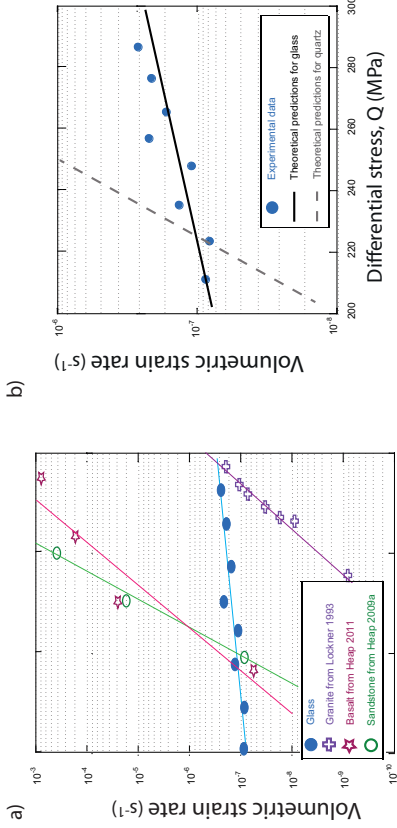 a)
Volumetric strain rate (s⁻¹)
10⁻³
10⁻⁴
10⁻⁵
10⁻⁶
10⁻⁷
10⁻⁸
10⁻⁹
10⁻¹⁰
Glass
Granite from Lockner 1993
Basalt from Heap 2011
Sandstone from Heap 2009a
b)
Volumetric strain rate (s⁻¹)
10⁻⁶
10⁻⁷
10⁻⁸
Experimental data
Theoretical predictions for glass
Theoretical predictions for quartz
200 220 240 260 280 300
Differential stress, Q (MPa)